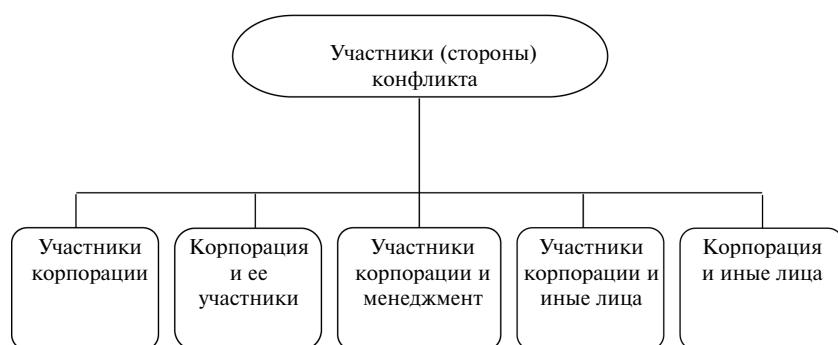 Участники (стороны)
конфликта
Участники
корпорации
Корпорация
и ее
участники
Участники
корпорации и
менеджмент
Участники
корпорации и
иные лица
Корпорация
и иные лица